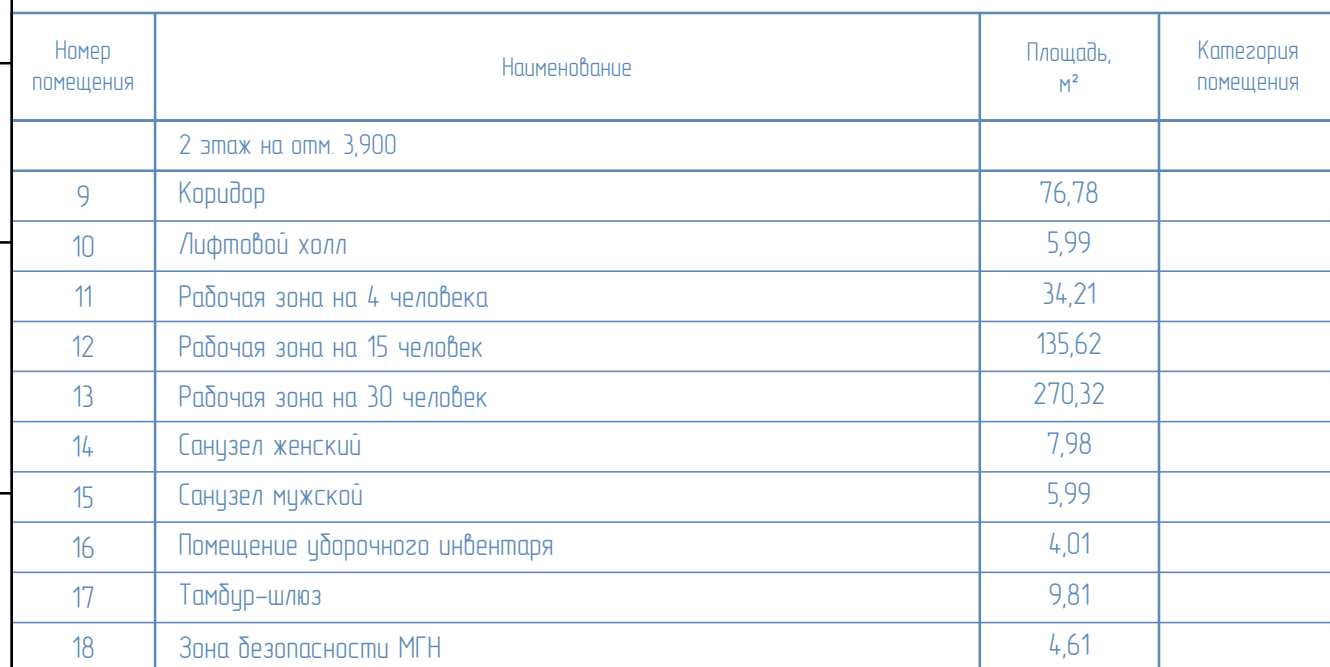 Номер помещения Наименование Площадь, м² Категория помещения
2 этаж на отм. 3,900
9 Коридор 76,78
10 Лифтовой холл 5,99
11 Рабочая зона на 4 человека 34,21
12 Рабочая зона на 15 человек 135,62
13 Рабочая зона на 30 человек 270,32
14 Санузел женский 7,98
15 Санузел мужской 5,99
16 Помещение уборочного инвентаря 4,01
17 Тамбур-шлюз 9,81
18 Зона безопасности МГН 4,61